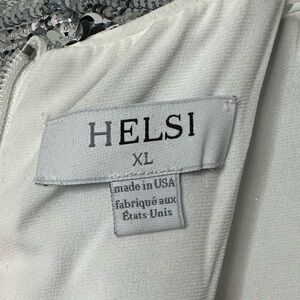 HELSI
XL
made in USA
fabriqué aux
États-Unis